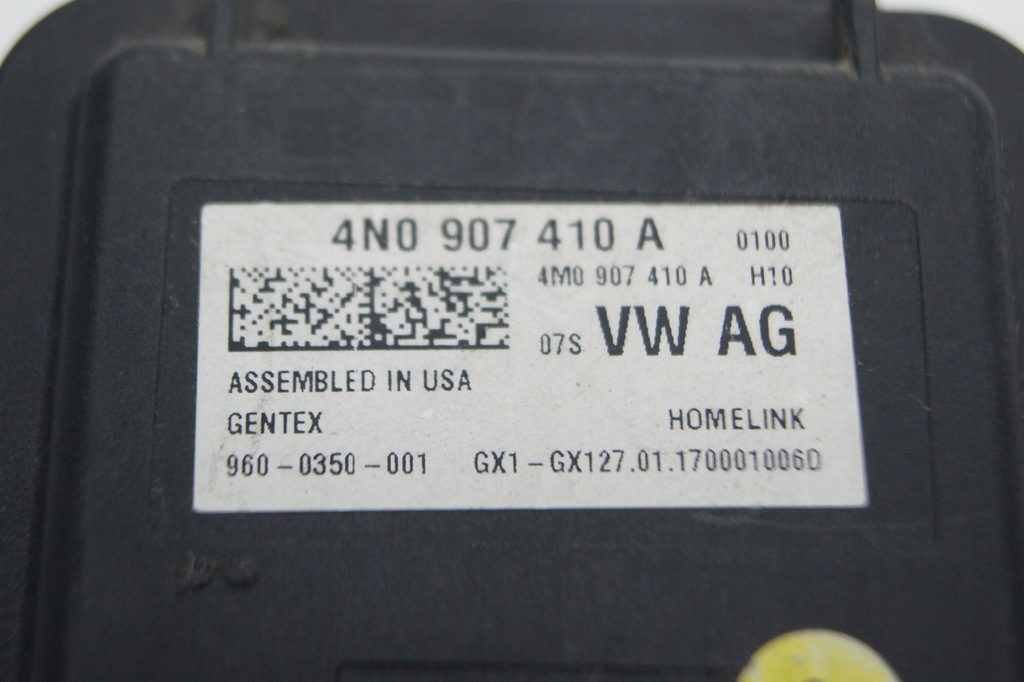 4N0 907 410 A 0100
4M0 907 410 A H10
07S VW AG
ASSEMBLED IN USA
GENTEX HOMELINK
960-0350-001 GX1-GX127.01.170001006D